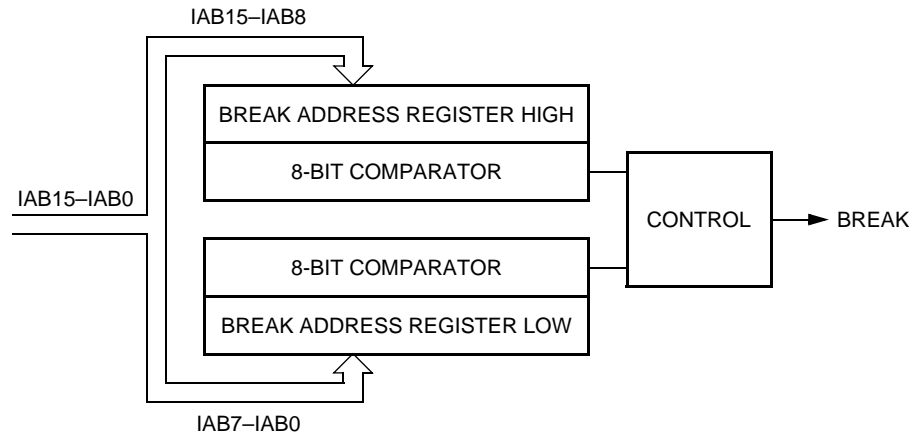 IAB15–IAB8
BREAK ADDRESS REGISTER HIGH
8-BIT COMPARATOR
IAB15–IAB0
CONTROL
BREAK
8-BIT COMPARATOR
BREAK ADDRESS REGISTER LOW
IAB7–IAB0